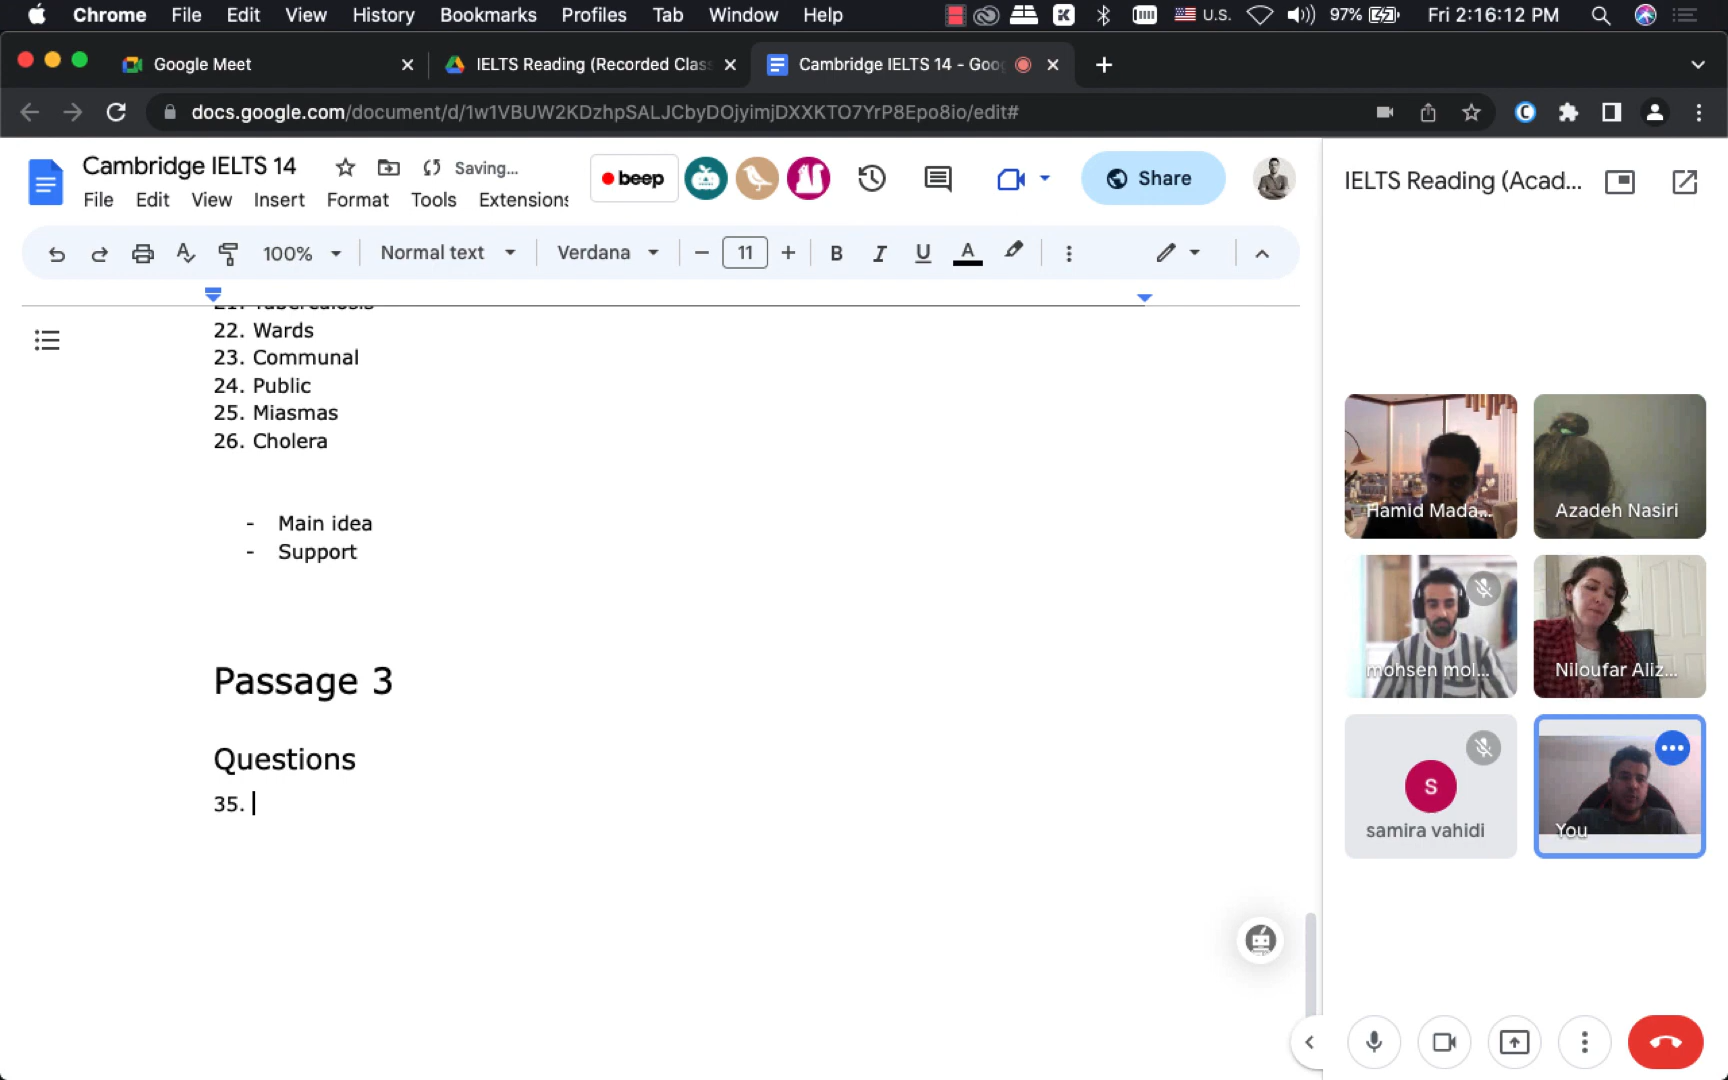 Chrome File Edit View History Bookmarks Profiles Tab Window Help U.S. 97% Fri 2:16:12 PM
Google Meet
IELTS Reading (Recorded Clas
Cambridge IELTS 14 - Goo
docs.google.com/document/d/1w1VBUW2KDzhpSALJCbyDOjyimjDXXKTO7YrP8Epo8io/edit#
Cambridge IELTS 14 Saving...
File Edit View Insert Format Tools Extensions
beep
Share
IELTS Reading (Acad...
100% Normal text Verdana 11 B I U A
21. Tuberculosis
22. Wards
23. Communal
24. Public
25. Miasmas
26. Cholera
- Main idea
- Support
Passage 3
Questions
35.
Hamid Mada...
Azadeh Nasiri
mohsen mol...
Niloufar Aliz...
S
samira vahidi
You